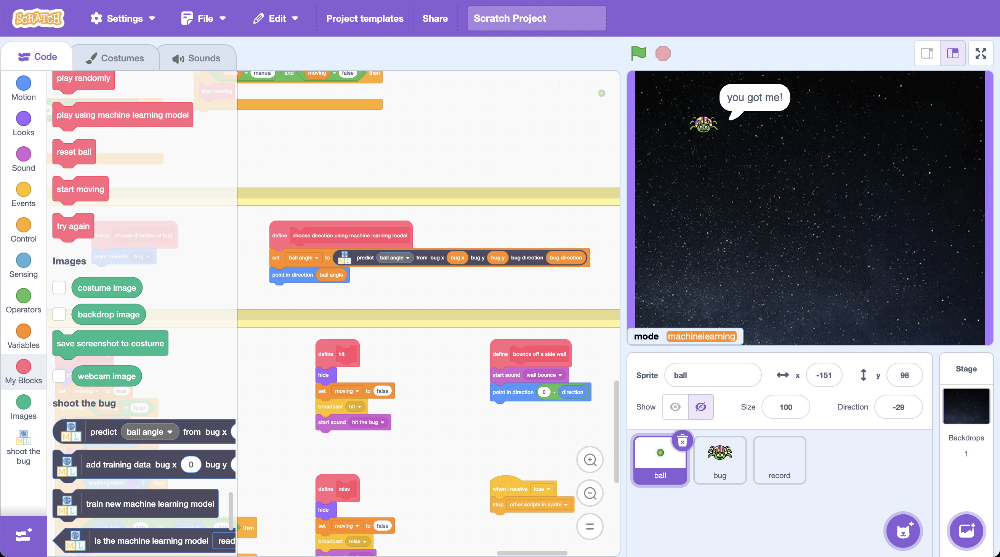 SCRATCH Settings File Edit Project templates Share Scratch Project
Code Costumes Sounds
Motion
Looks
Sound
Events
Control
Sensing
Operators
Variables
My Blocks
Images
shoot the
bug
play randomly
play using machine learning model
reset ball
start moving
try again
Images
costume image
backdrop image
save screenshot to costume
webcam image
shoot the bug
ML predict ball angle from bug x
ML add training data bug x 0 bug y
ML train new machine learning model
ML Is the machine learning model read
if mode = manual and moving = false then
start moving
define choose direction of bug
point towards bug
define choose direction using machine learning model
set ball angle to ML predict ball angle from bug x bug x bug y bug y bug direction bug direction
point in direction ball angle
set moving to true
repeat until moving = false
touching color ? then
then
define hit
hide
set moving to false
broadcast hit
start sound hit the bug
define bounce off a side wall
start sound wall bounce
point in direction 0 - direction
define miss
hide
set moving to false
broadcast miss
when I receive lose
stop other scripts in sprite
you got me!
mode machinelearning
Sprite ball x -151 y 98
Show Size 100 Direction -29
ball
bug
record
Stage
Backdrops
1